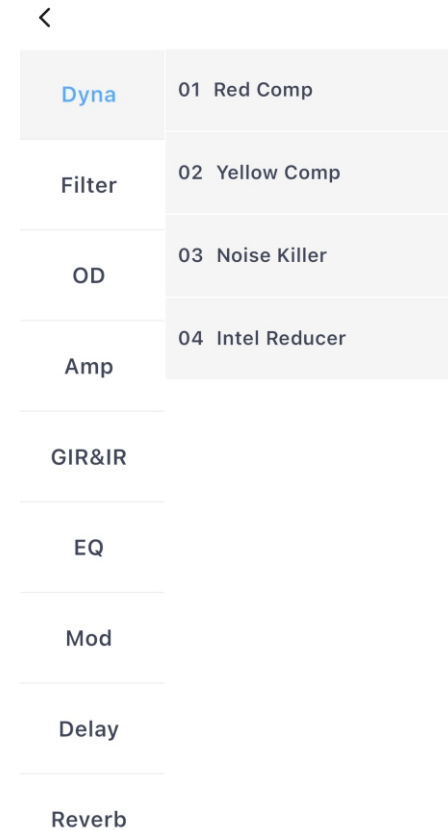 Dyna
Filter
OD
Amp
GIR&IR
EQ
Mod
Delay
Reverb
01 Red Comp
02 Yellow Comp
03 Noise Killer
04 Intel Reducer